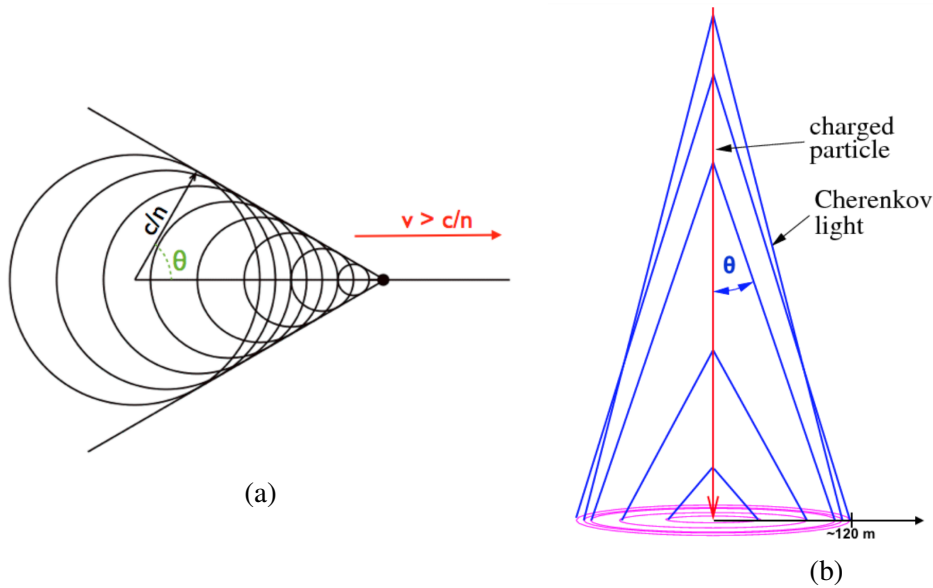 c/n
θ
v > c/n
(a)
charged
particle
Cherenkov
light
θ
~120 m
(b)